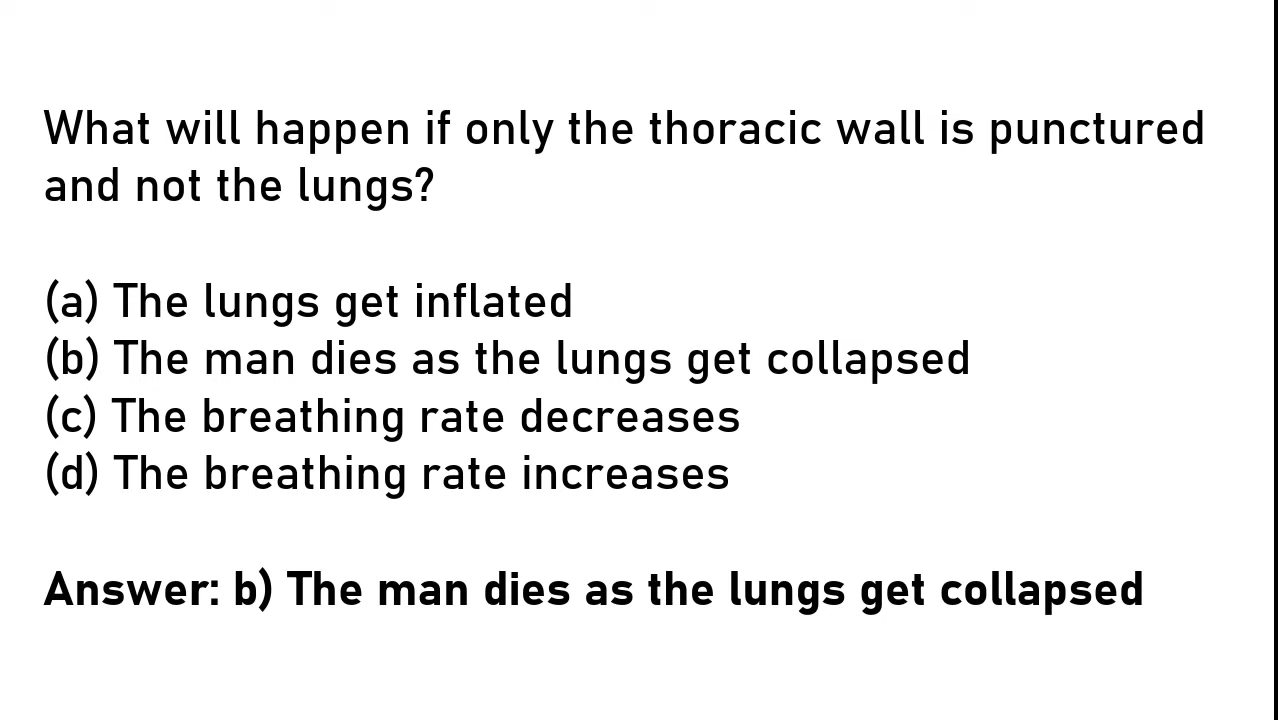 What will happen if only the thoracic wall is punctured
and not the lungs?
(a) The lungs get inflated
(b) The man dies as the lungs get collapsed
(c) The breathing rate decreases
(d) The breathing rate increases
Answer: b) The man dies as the lungs get collapsed